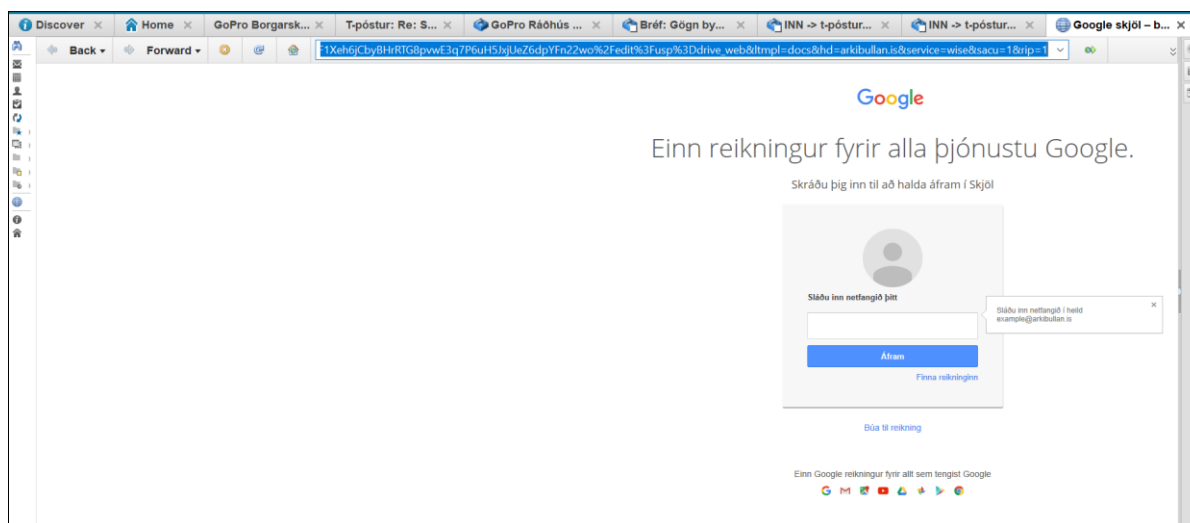 Discover
Home
GoPro Borgarsk...
T-póstur: Re: S...
GoPro Ráðhús ...
Bréf: Gögn by...
INN -> t-póstur...
INN -> t-póstur...
Google skjöl – b...
Back
Forward
F1Xeh6jCbyBHrRTG8pvwE3q7P6uH5JxjUeZ6dpYFn22wo%2Fedit%3Fusp%3Ddrive_web&ltmpl=docs&hd=arkibullan.is&service=wise&sacu=1&rip=1
Google
Einn reikningur fyrir alla þjónustu Google.
Skráðu þig inn til að halda áfram í Skjöl
Sláðu inn netfangið þitt
Sláðu inn netfangið í heild
example@arkibullan.is
Áfram
Finna reikninginn
Búa til reikning
Einn Google reikningur fyrir allt sem tengist Google